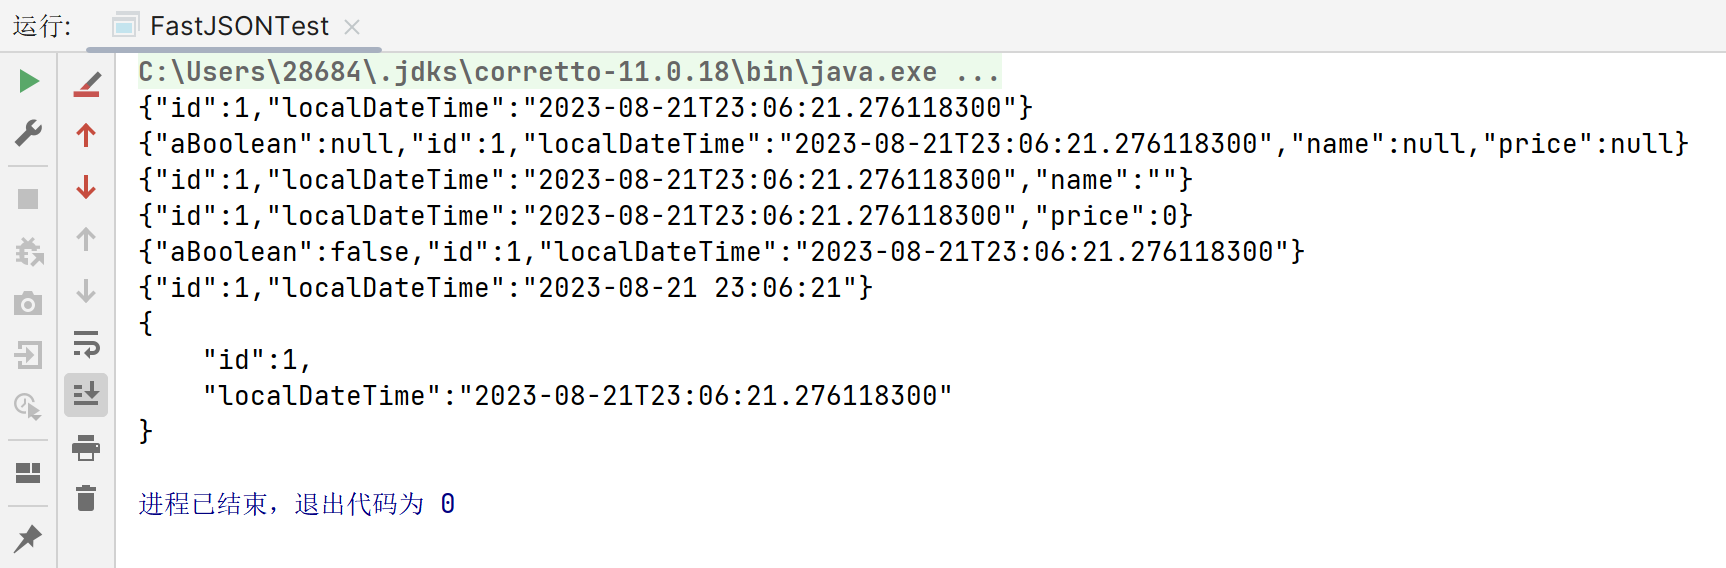 运行: FastJSONTest
C:\Users\28684\.jdks\corretto-11.0.18\bin\java.exe ...
{"id":1,"localDateTime":"2023-08-21T23:06:21.276118300"}
{"aBoolean":null,"id":1,"localDateTime":"2023-08-21T23:06:21.276118300","name":null,"price":null}
{"id":1,"localDateTime":"2023-08-21T23:06:21.276118300","name":""}
{"id":1,"localDateTime":"2023-08-21T23:06:21.276118300","price":0}
{"aBoolean":false,"id":1,"localDateTime":"2023-08-21T23:06:21.276118300"}
{"id":1,"localDateTime":"2023-08-21 23:06:21"}
{
    "id":1,
    "localDateTime":"2023-08-21T23:06:21.276118300"
}
进程已结束，退出代码为 0